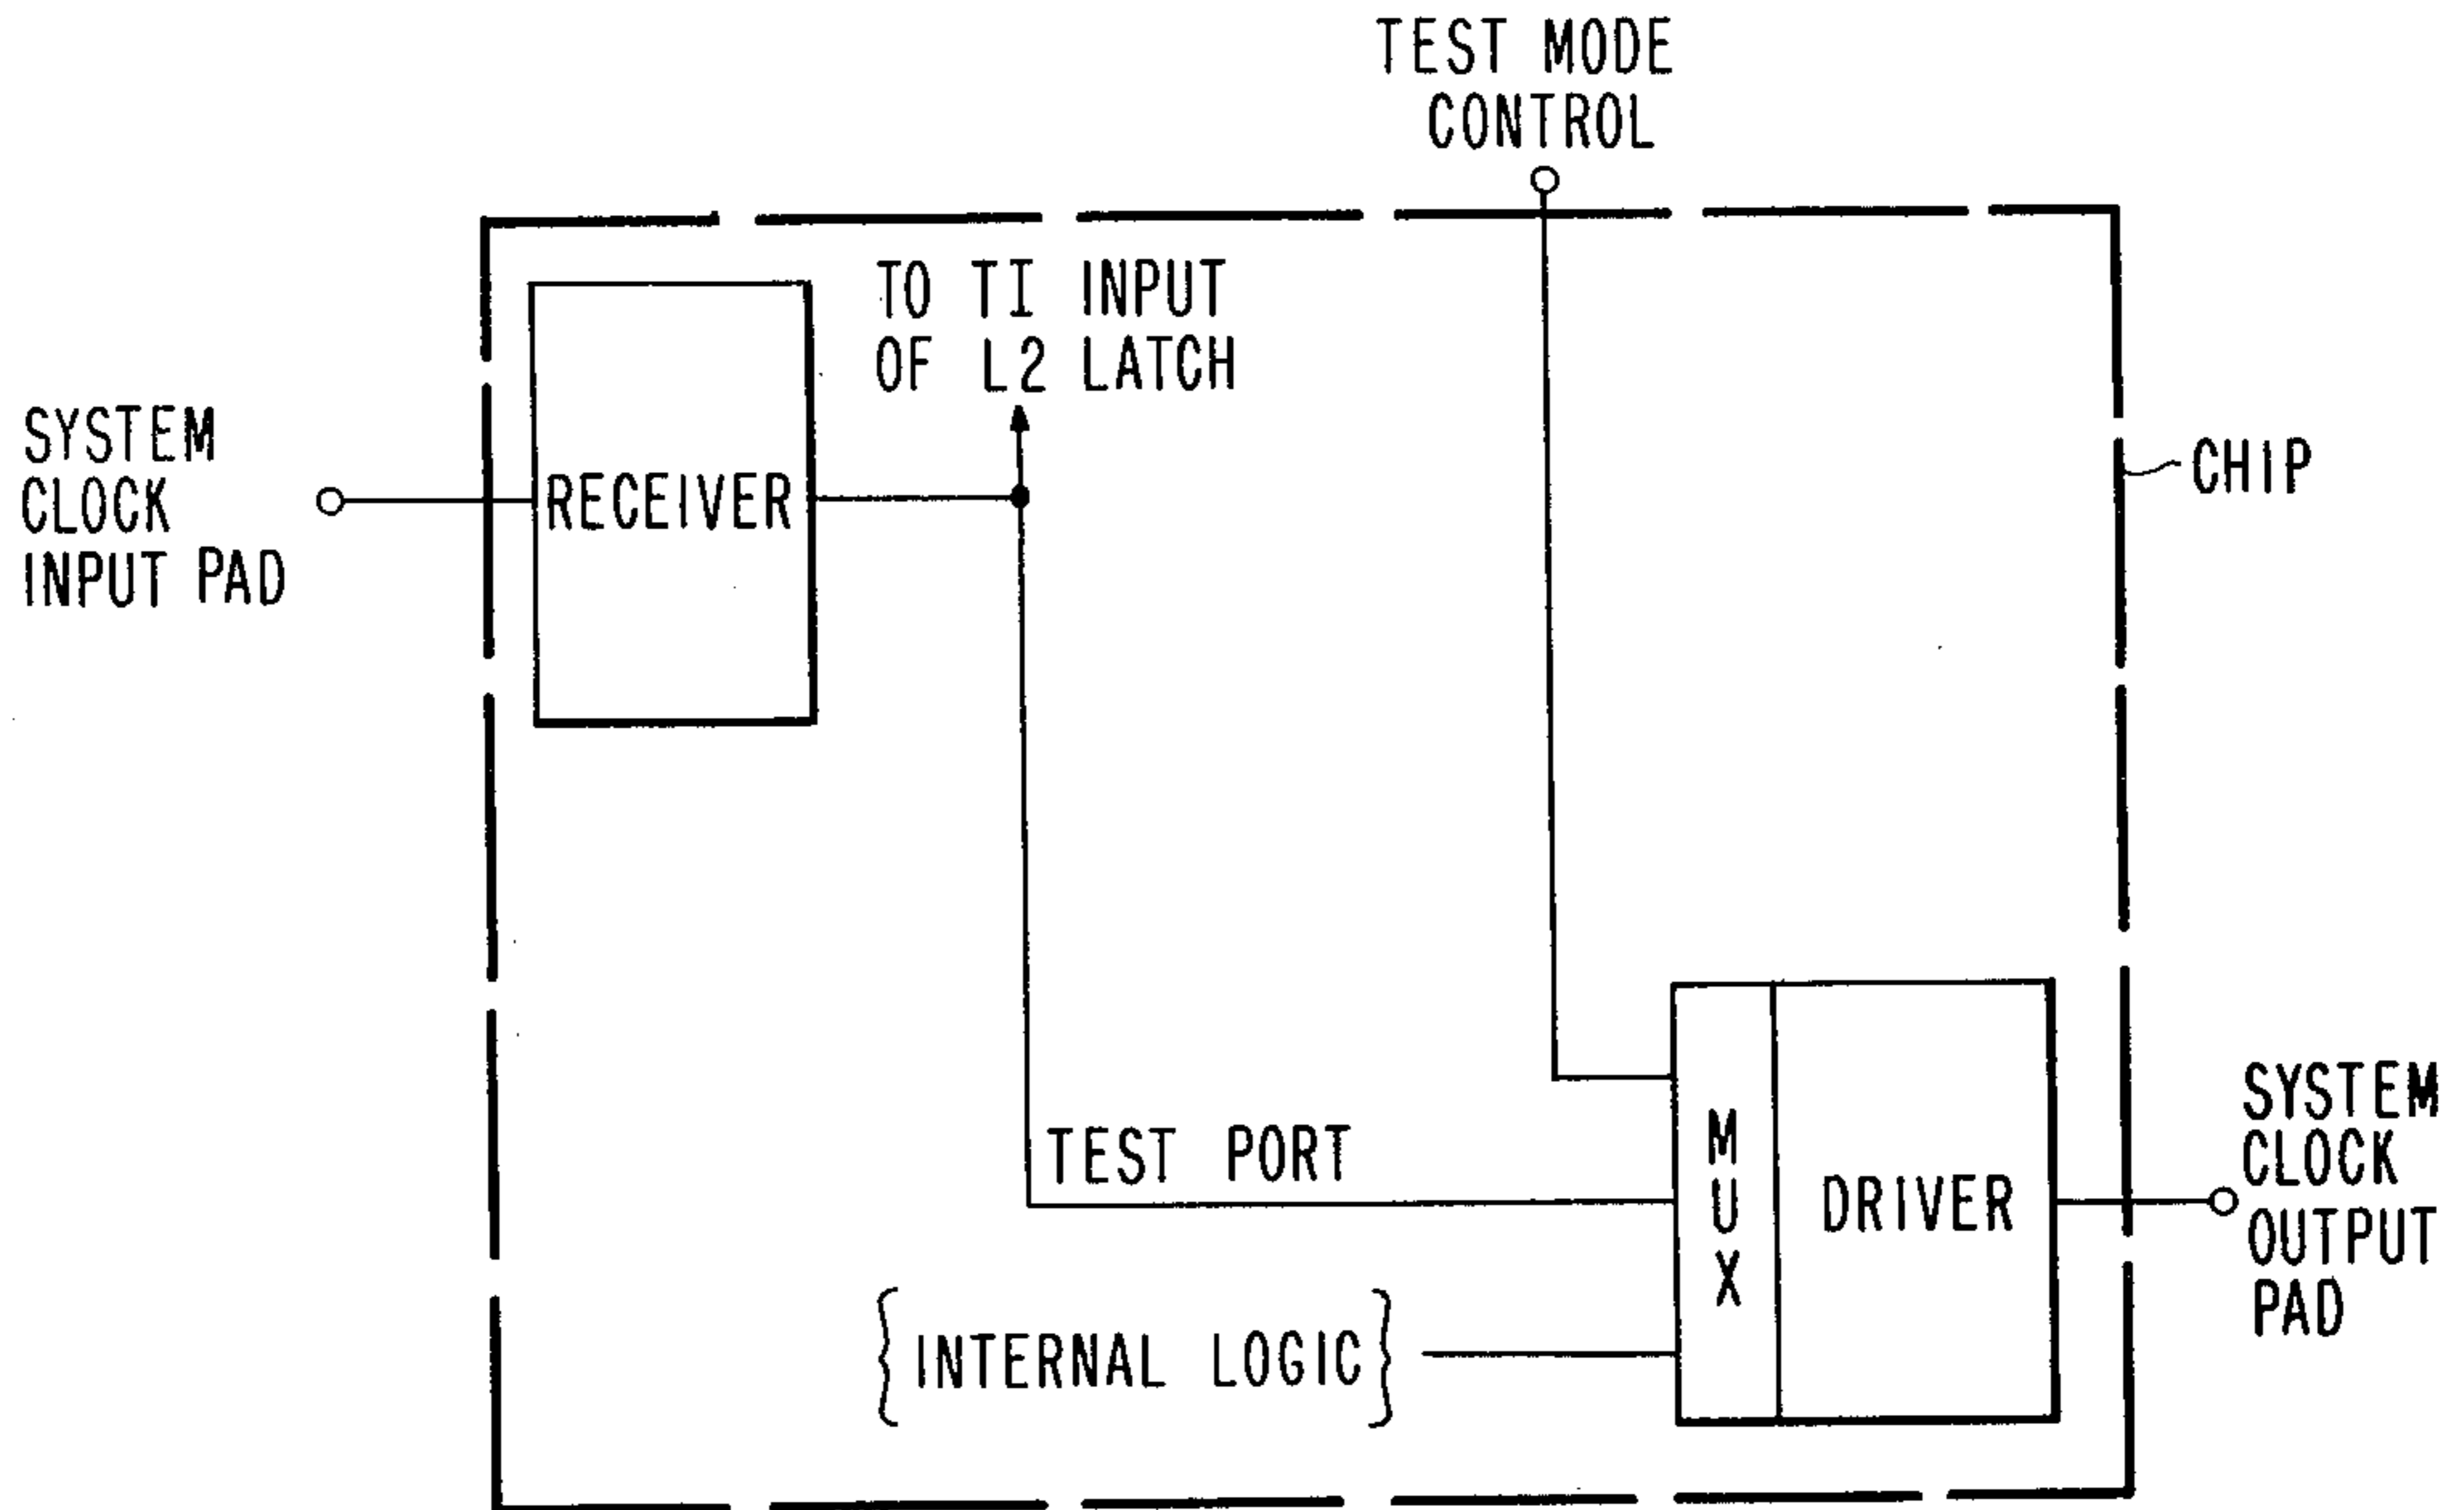 TEST MODE
CONTROL
TO TI INPUT
OF L2 LATCH
SYSTEM
CLOCK
INPUT PAD
RECEIVER
CHIP
TEST PORT
MUX
DRIVER
SYSTEM
CLOCK
OUTPUT
PAD
{INTERNAL LOGIC}